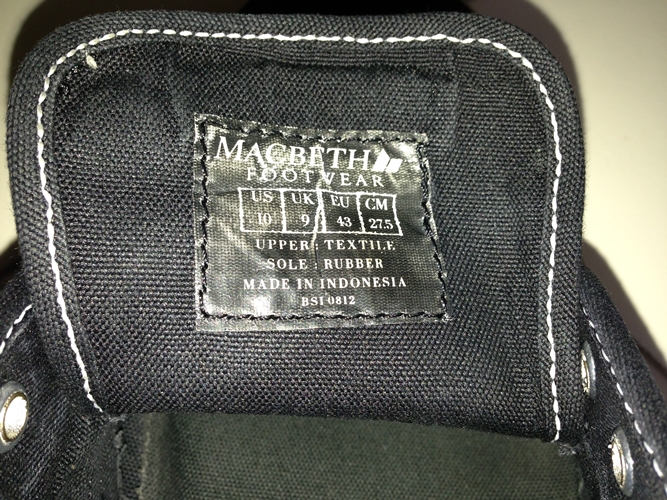 MACBETH
FOOTWEAR
US UK EU CM
10 9 43 27.5
UPPER : TEXTILE
SOLE : RUBBER
MADE IN INDONESIA
BSI 0812